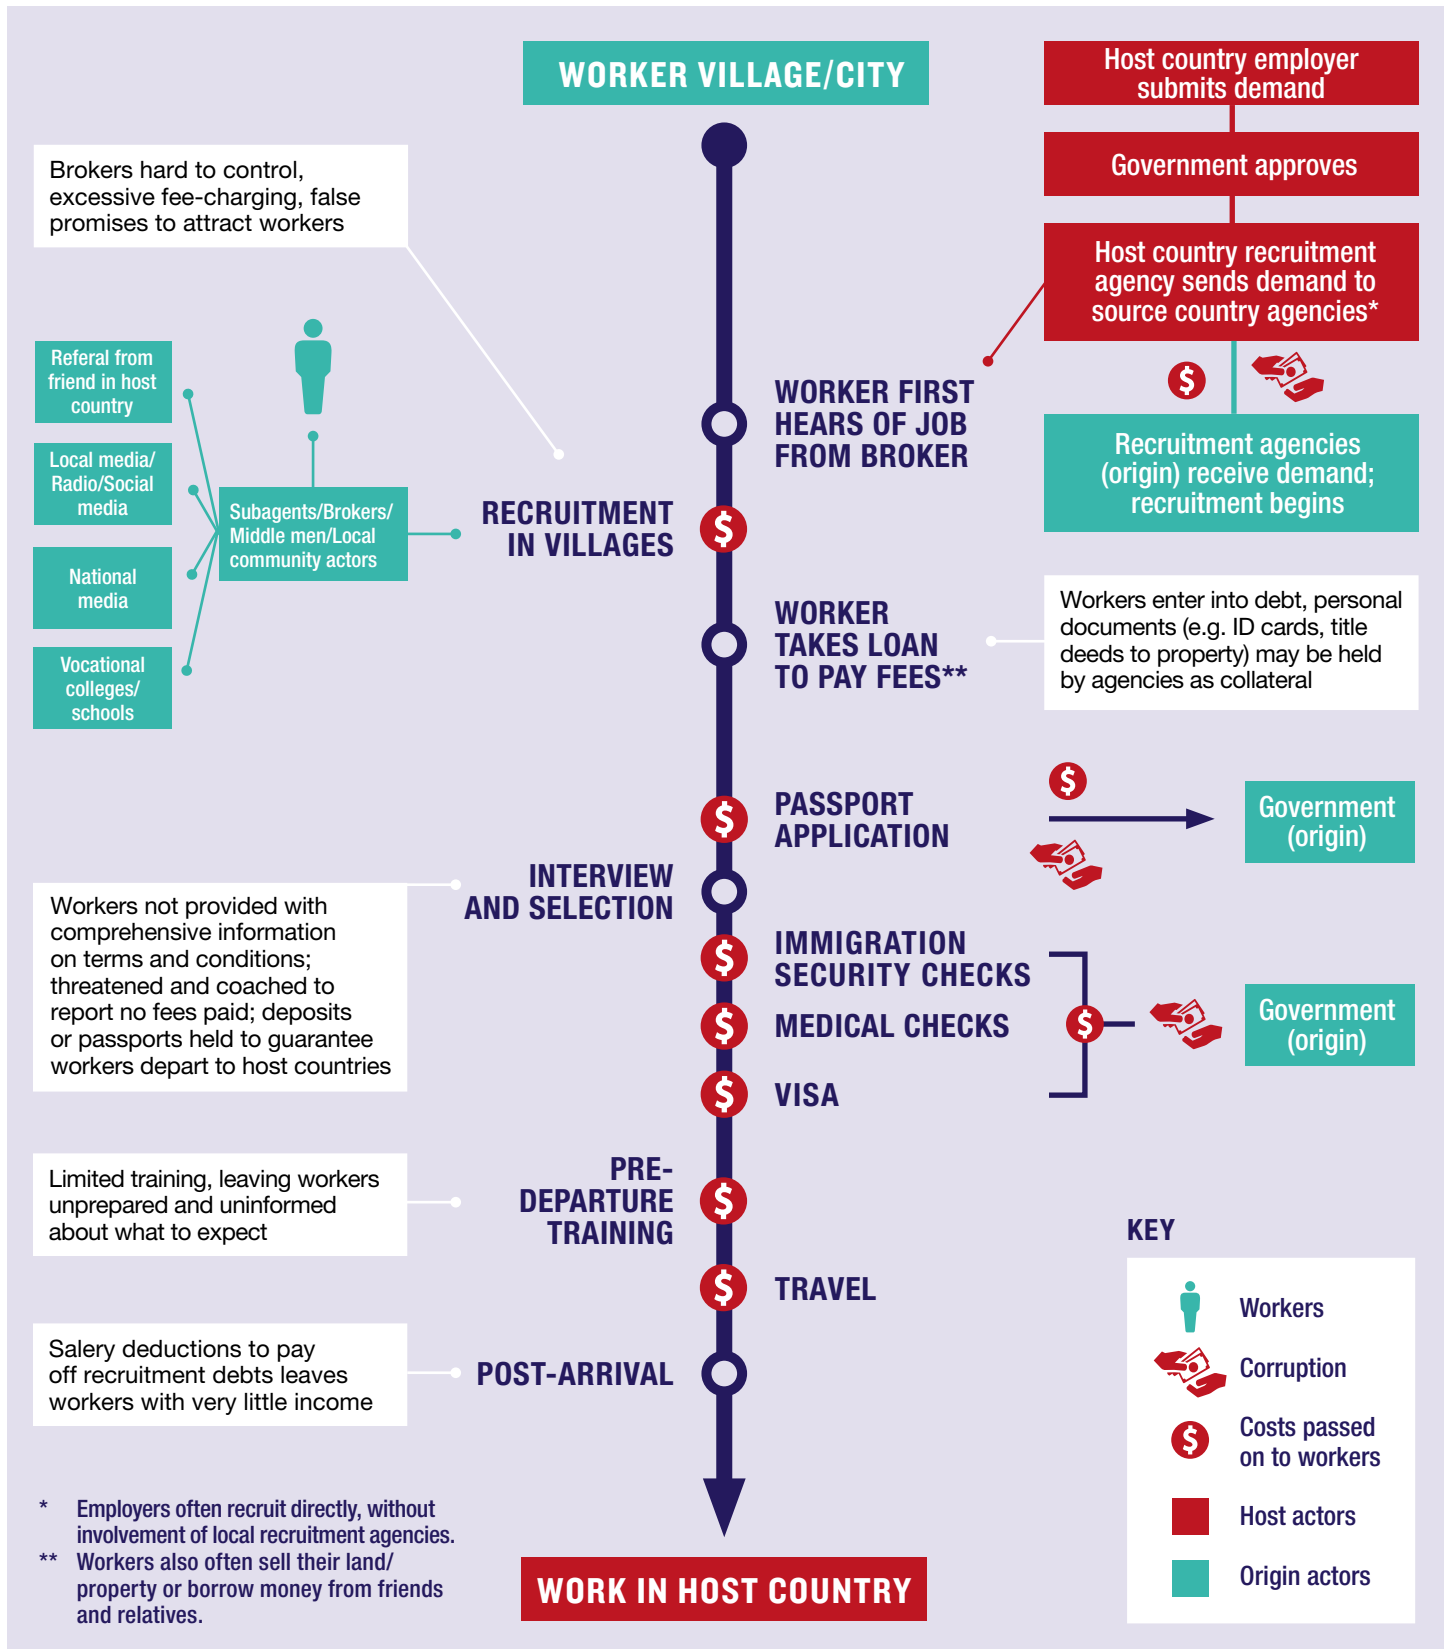 WORKER VILLAGE/CITY
Host country employer
submits demand
Government approves
Host country recruitment
agency sends demand to
source country agencies*
Recruitment agencies
(origin) receive demand;
recruitment begins
Brokers hard to control,
excessive fee-charging, false
promises to attract workers
Referal from
friend in host
country
Local media/
Radio/Social
media
National
media
Vocational
colleges/
schools
Subagents/Brokers/
Middle men/Local
community actors
WORKER FIRST
HEARS OF JOB
FROM BROKER
RECRUITMENT
IN VILLAGES
$
WORKER
TAKES LOAN
TO PAY FEES**
Workers enter into debt, personal
documents (e.g. ID cards, title
deeds to property) may be held
by agencies as collateral
$
PASSPORT
APPLICATION
$
Government
(origin)
INTERVIEW
AND SELECTION
Workers not provided with
comprehensive information
on terms and conditions;
threatened and coached to
report no fees paid; deposits
or passports held to guarantee
workers depart to host countries
$
IMMIGRATION
SECURITY CHECKS
$
MEDICAL CHECKS
$
VISA
$
Government
(origin)
PRE-
DEPARTURE
TRAINING
$
Limited training, leaving workers
unprepared and uninformed
about what to expect
$
TRAVEL
POST-ARRIVAL
Salary deductions to pay
off recruitment debts leaves
workers with very little income
WORK IN HOST COUNTRY
* Employers often recruit directly, without
involvement of local recruitment agencies.
** Workers also often sell their land/
property or borrow money from friends
and relatives.
KEY
Workers
Corruption
$
Costs passed
on to workers
Host actors
Origin actors
$